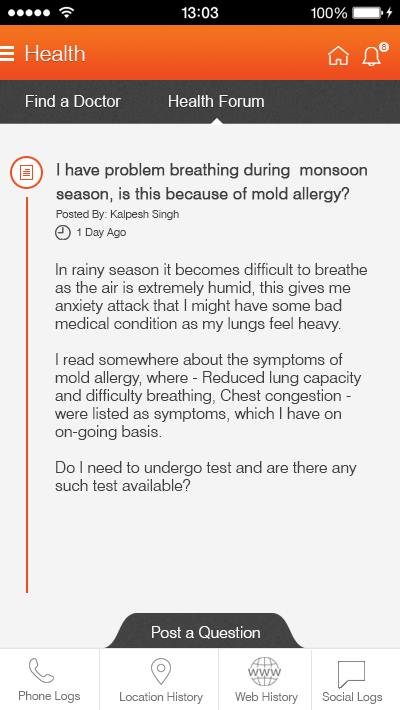 13:03
100%
Health
8
Find a Doctor
Health Forum
I have problem breathing during monsoon
season, is this because of mold allergy?
Posted By: Kalpesh Singh
1 Day Ago
In rainy season it becomes difficult to breathe
as the air is extremely humid, this gives me
anxiety attack that I might have some bad
medical condition as my lungs feel heavy.
I read somewhere about the symptoms of
mold allergy, where - Reduced lung capacity
and difficulty breathing, Chest congestion -
were listed as symptoms, which I have on
on-going basis.
Do I need to undergo test and are there any
such test available?
Post a Question
WWW
Phone Logs
Location History
Web History
Social Logs